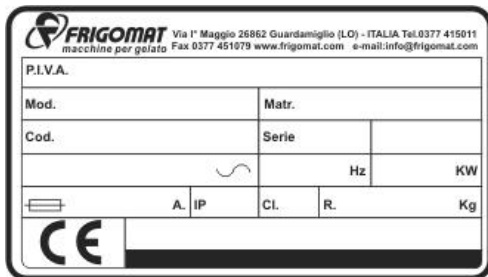 FRIGOMAT Via I° Maggio 26862 Guardamiglio (LO) - ITALIA Tel.0377 415011
macchine per gelato Fax 0377 451079 www.frigomat.com e-mail:info@frigomat.com
P.I.V.A.
Mod. Matr.
Cod. Serie
Hz KW
A. IP Cl. R. Kg
CE